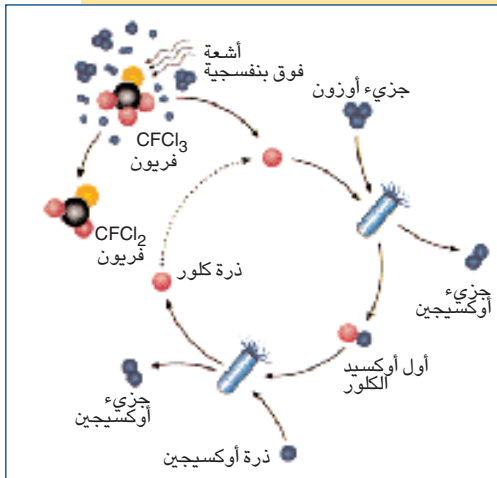 أشعة
فوق بنفسجية
جزيء أوزون
CFCl3
فريون
CFCl2
فريون
ذرة كلور
جزيء
أوكسيجين
أول أوكسيد
الكلور
جزيء
أوكسيجين
ذرة أوكسيجين